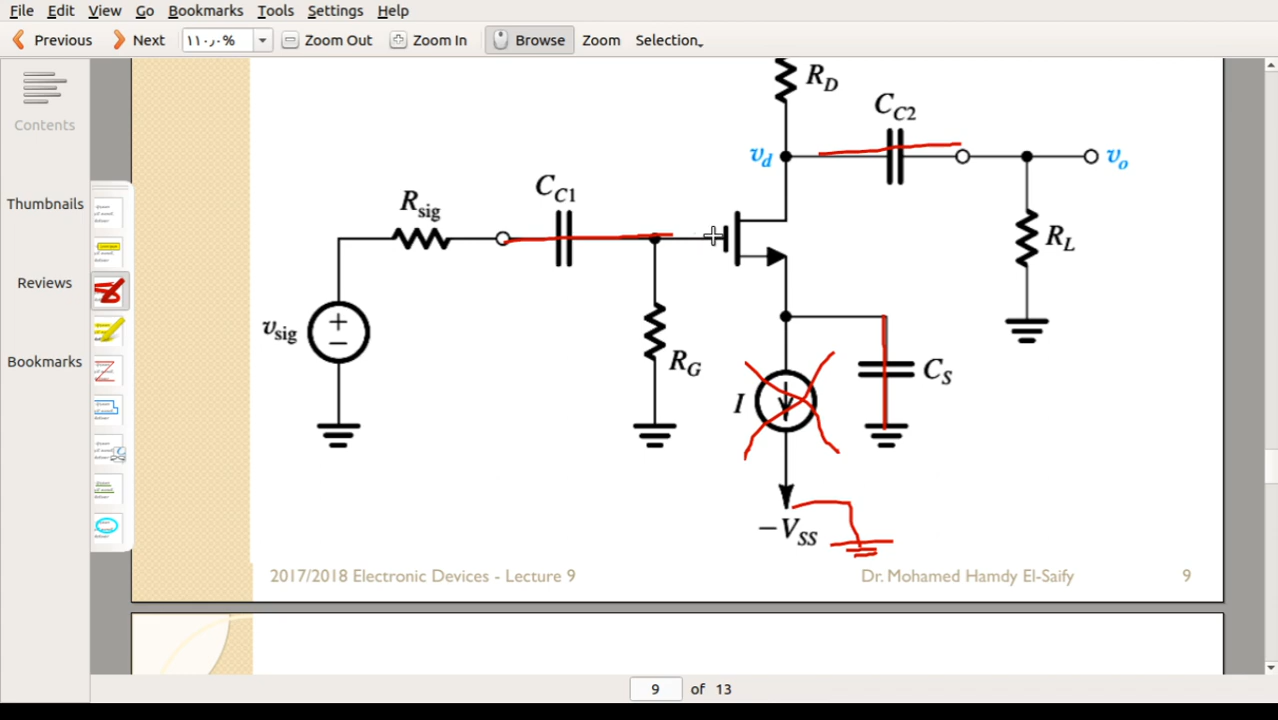 File Edit View Go Bookmarks Tools Settings Help
Previous Next ١١٠٫٠% Zoom Out Zoom In Browse Zoom Selection
Contents
Thumbnails
Reviews
Bookmarks
R_D
C_C2
v_d
v_o
C_C1
R_sig
R_L
v_sig
+
−
R_G
I
C_S
−V_SS
2017/2018 Electronic Devices - Lecture 9 Dr. Mohamed Hamdy El-Saify 9
9 of 13